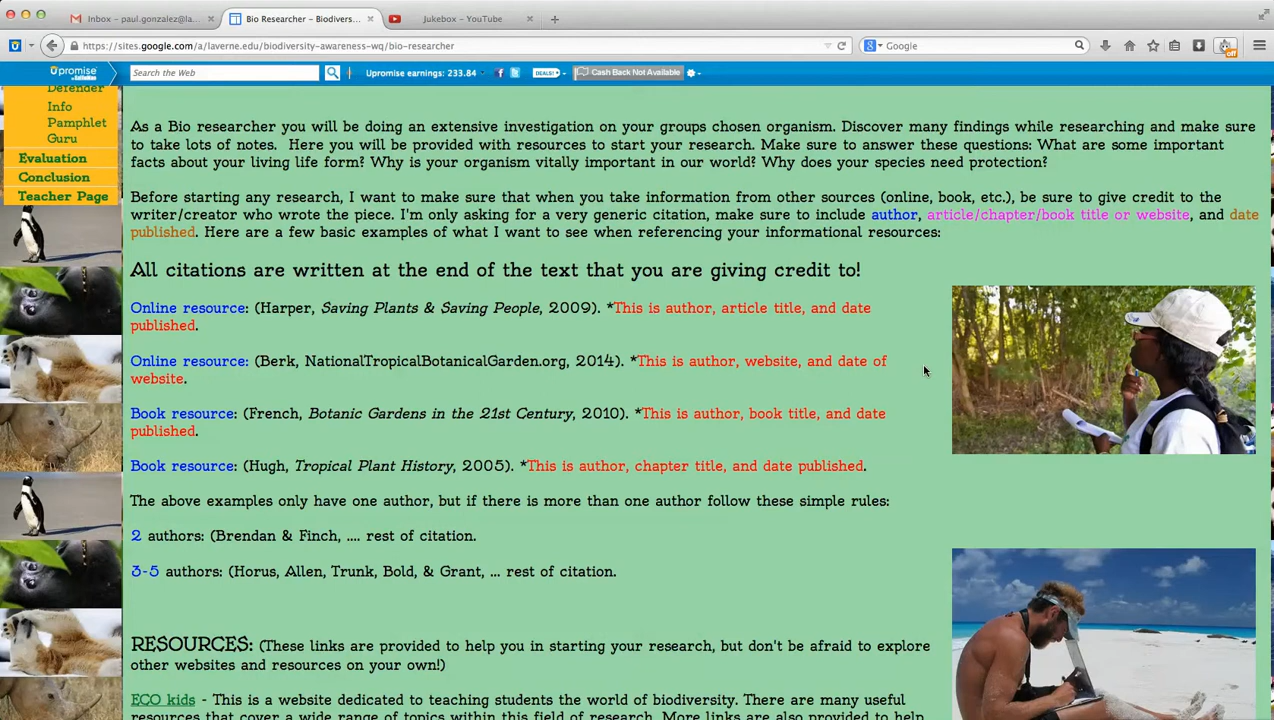 Inbox – paul.gonzalez@la...
Bio Researcher – Biodivers...
Jukebox – YouTube
https://sites.google.com/a/laverne.edu/biodiversity-awareness-wq/bio-researcher
Google
off
Upromise
Search the Web
Upromise earnings: 233.84
DEALS!
Cash Back Not Available
Defender
Info
Pamphlet
Guru
Evaluation
Conclusion
Teacher Page
As a Bio researcher you will be doing an extensive investigation on your groups chosen organism. Discover many findings while researching and make sure
to take lots of notes. Here you will be provided with resources to start your research. Make sure to answer these questions: What are some important
facts about your living life form? Why is your organism vitally important in our world? Why does your species need protection?
Before starting any research, I want to make sure that when you take information from other sources (online, book, etc.), be sure to give credit to the
writer/creator who wrote the piece. I'm only asking for a very generic citation, make sure to include author, article/chapter/book title or website, and date
published. Here are a few basic examples of what I want to see when referencing your informational resources:
All citations are written at the end of the text that you are giving credit to!
Online resource: (Harper, Saving Plants & Saving People, 2009). *This is author, article title, and date
published.
Online resource: (Berk, NationalTropicalBotanicalGarden.org, 2014). *This is author, website, and date of
website.
Book resource: (French, Botanic Gardens in the 21st Century, 2010). *This is author, book title, and date
published.
Book resource: (Hugh, Tropical Plant History, 2005). *This is author, chapter title, and date published.
The above examples only have one author, but if there is more than one author follow these simple rules:
2 authors: (Brendan & Finch, .... rest of citation.
3-5 authors: (Horus, Allen, Trunk, Bold, & Grant, ... rest of citation.
RESOURCES: (These links are provided to help you in starting your research, but don't be afraid to explore
other websites and resources on your own!)
ECO kids - This is a website dedicated to teaching students the world of biodiversity. There are many useful
resources that cover a wide range of topics within this field of research. More links are also provided to help